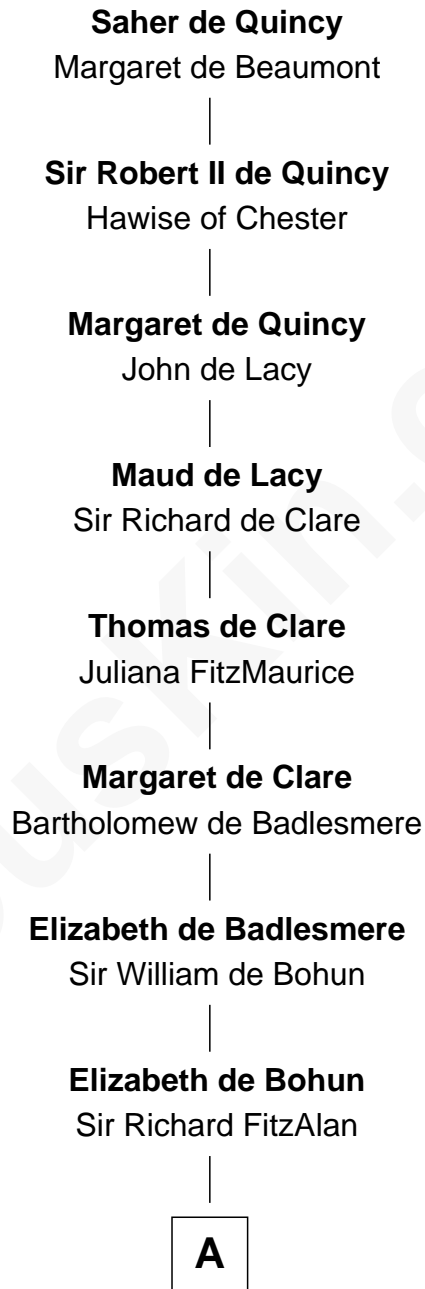 Saher de Quincy
Margaret de Beaumont
Sir Robert II de Quincy
Hawise of Chester
Margaret de Quincy
John de Lacy
Maud de Lacy
Sir Richard de Clare
Thomas de Clare
Juliana FitzMaurice
Margaret de Clare
Bartholomew de Badlesmere
Elizabeth de Badlesmere
Sir William de Bohun
Elizabeth de Bohun
Sir Richard FitzAlan
A